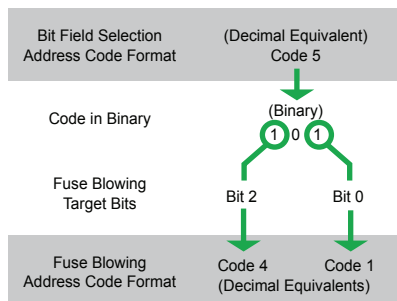 Bit Field Selection
Address Code Format
(Decimal Equivalent)
Code 5
Code in Binary
(Binary)
1 0 1
Fuse Blowing
Target Bits
Bit 2
Bit 0
Fuse Blowing
Address Code Format
Code 4
Code 1
(Decimal Equivalents)